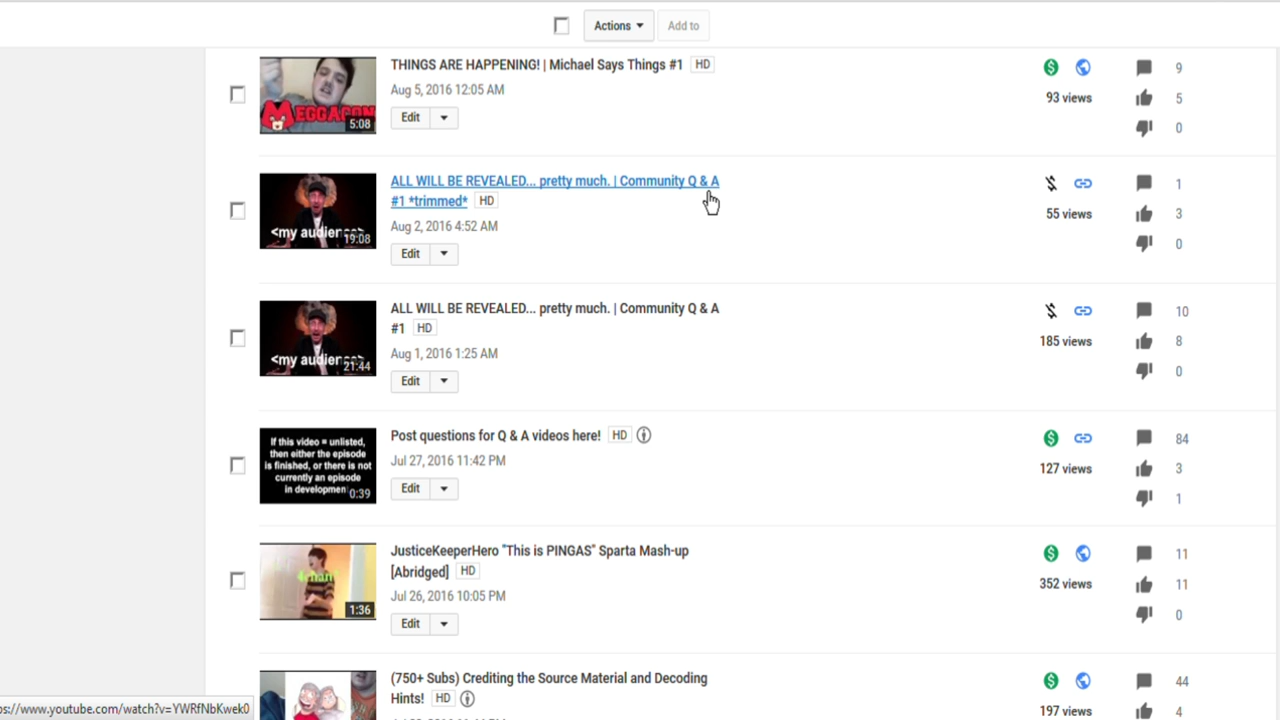 Actions
Add to
THINGS ARE HAPPENING! | Michael Says Things #1 HD
Aug 5, 2016 12:05 AM
Edit
MEGGACON
5:08
93 views
9
5
0
ALL WILL BE REVEALED... pretty much. | Community Q & A
#1 *trimmed* HD
Aug 2, 2016 4:52 AM
Edit
<my audien
19:08
55 views
1
3
0
ALL WILL BE REVEALED... pretty much. | Community Q & A
#1 HD
Aug 1, 2016 1:25 AM
Edit
<my audien
21:44
185 views
10
8
0
Post questions for Q & A videos here! HD
Jul 27, 2016 11:42 PM
Edit
If this video = unlisted,
then either the episode
is finished, or there is not
currently an episode
in developmen
0:39
127 views
84
3
1
JusticeKeeperHero "This is PINGAS" Sparta Mash-up
[Abridged] HD
Jul 26, 2016 10:05 PM
Edit
1:36
352 views
11
11
0
(750+ Subs) Crediting the Source Material and Decoding
Hints! HD
197 views
44
4
ps://www.youtube.com/watch?v=YWRfNbKwek0